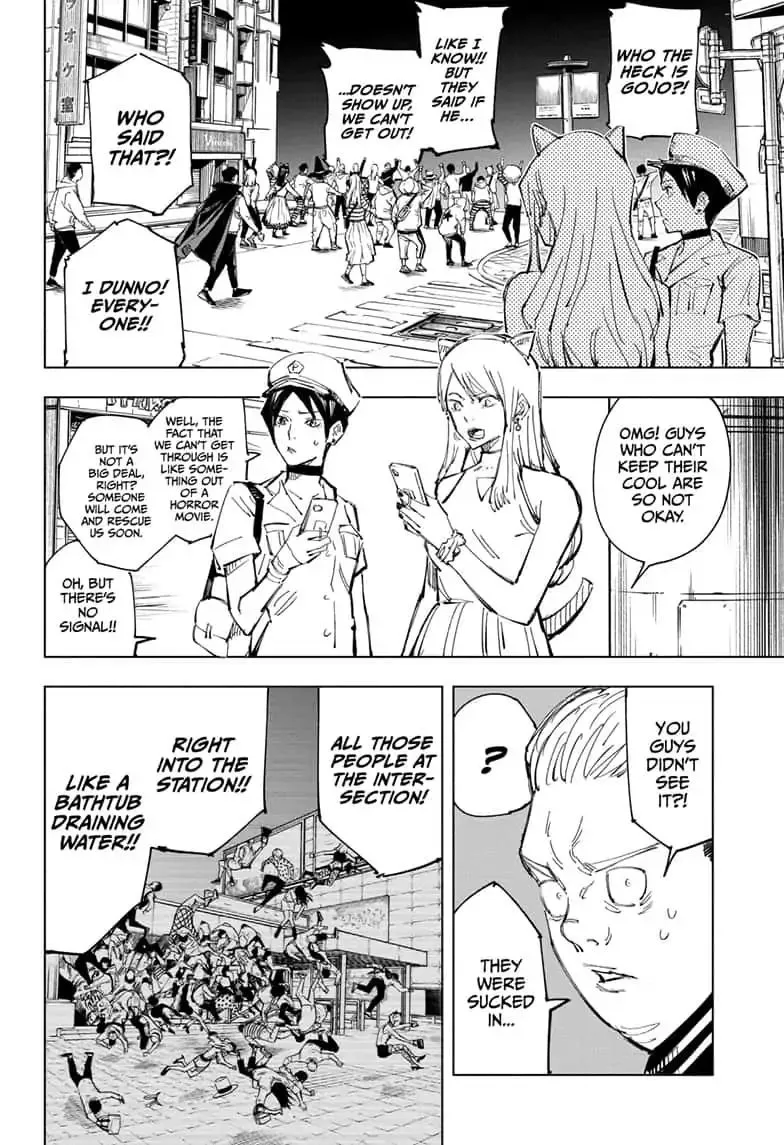 WHO THE
HECK IS
GOJO?!
LIKE I
KNOW!!
BUT
THEY
SAID IF
HE...
...DOESN'T
SHOW UP,
WE CAN'T
GET OUT!
WHO
SAID
THAT?!
I DUNNO!
EVERY-
ONE!!
オケ室
OMG! GUYS
WHO CAN'T
KEEP THEIR
COOL ARE
SO NOT
OKAY.
WELL, THE
FACT THAT
WE CAN'T GET
THROUGH IS
LIKE SOME-
THING OUT
OF A
HORROR
MOVIE.
BUT IT'S
NOT A
BIG DEAL,
RIGHT?
SOMEONE
WILL COME
AND RESCUE
US SOON.
OH, BUT
THERE'S
NO
SIGNAL!!
YOU
GUYS
DIDN'T
SEE
IT?!
?
THEY
WERE
SUCKED
IN...
ALL THOSE
PEOPLE AT
THE INTER-
SECTION!
RIGHT
INTO THE
STATION!!
LIKE A
BATHTUB
DRAINING
WATER!!